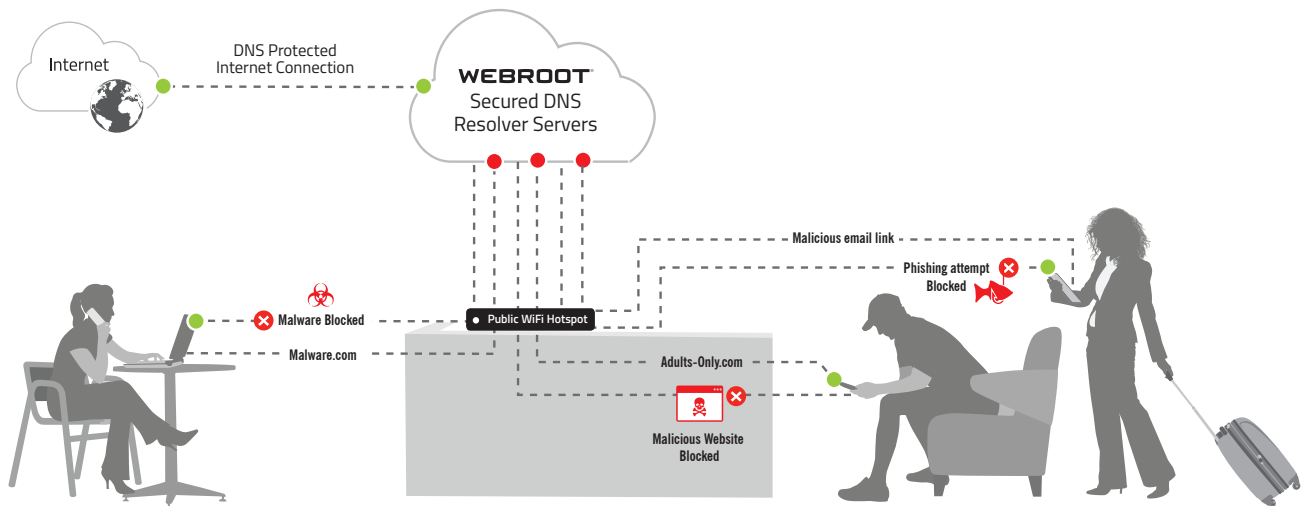 Internet
DNS Protected
Internet Connection
WEBROOT
Secured DNS
Resolver Servers
Malicious email link
Phishing attempt
Blocked
Malware Blocked
Public WiFi Hotspot
Malware.com
Adults-Only.com
Malicious Website
Blocked